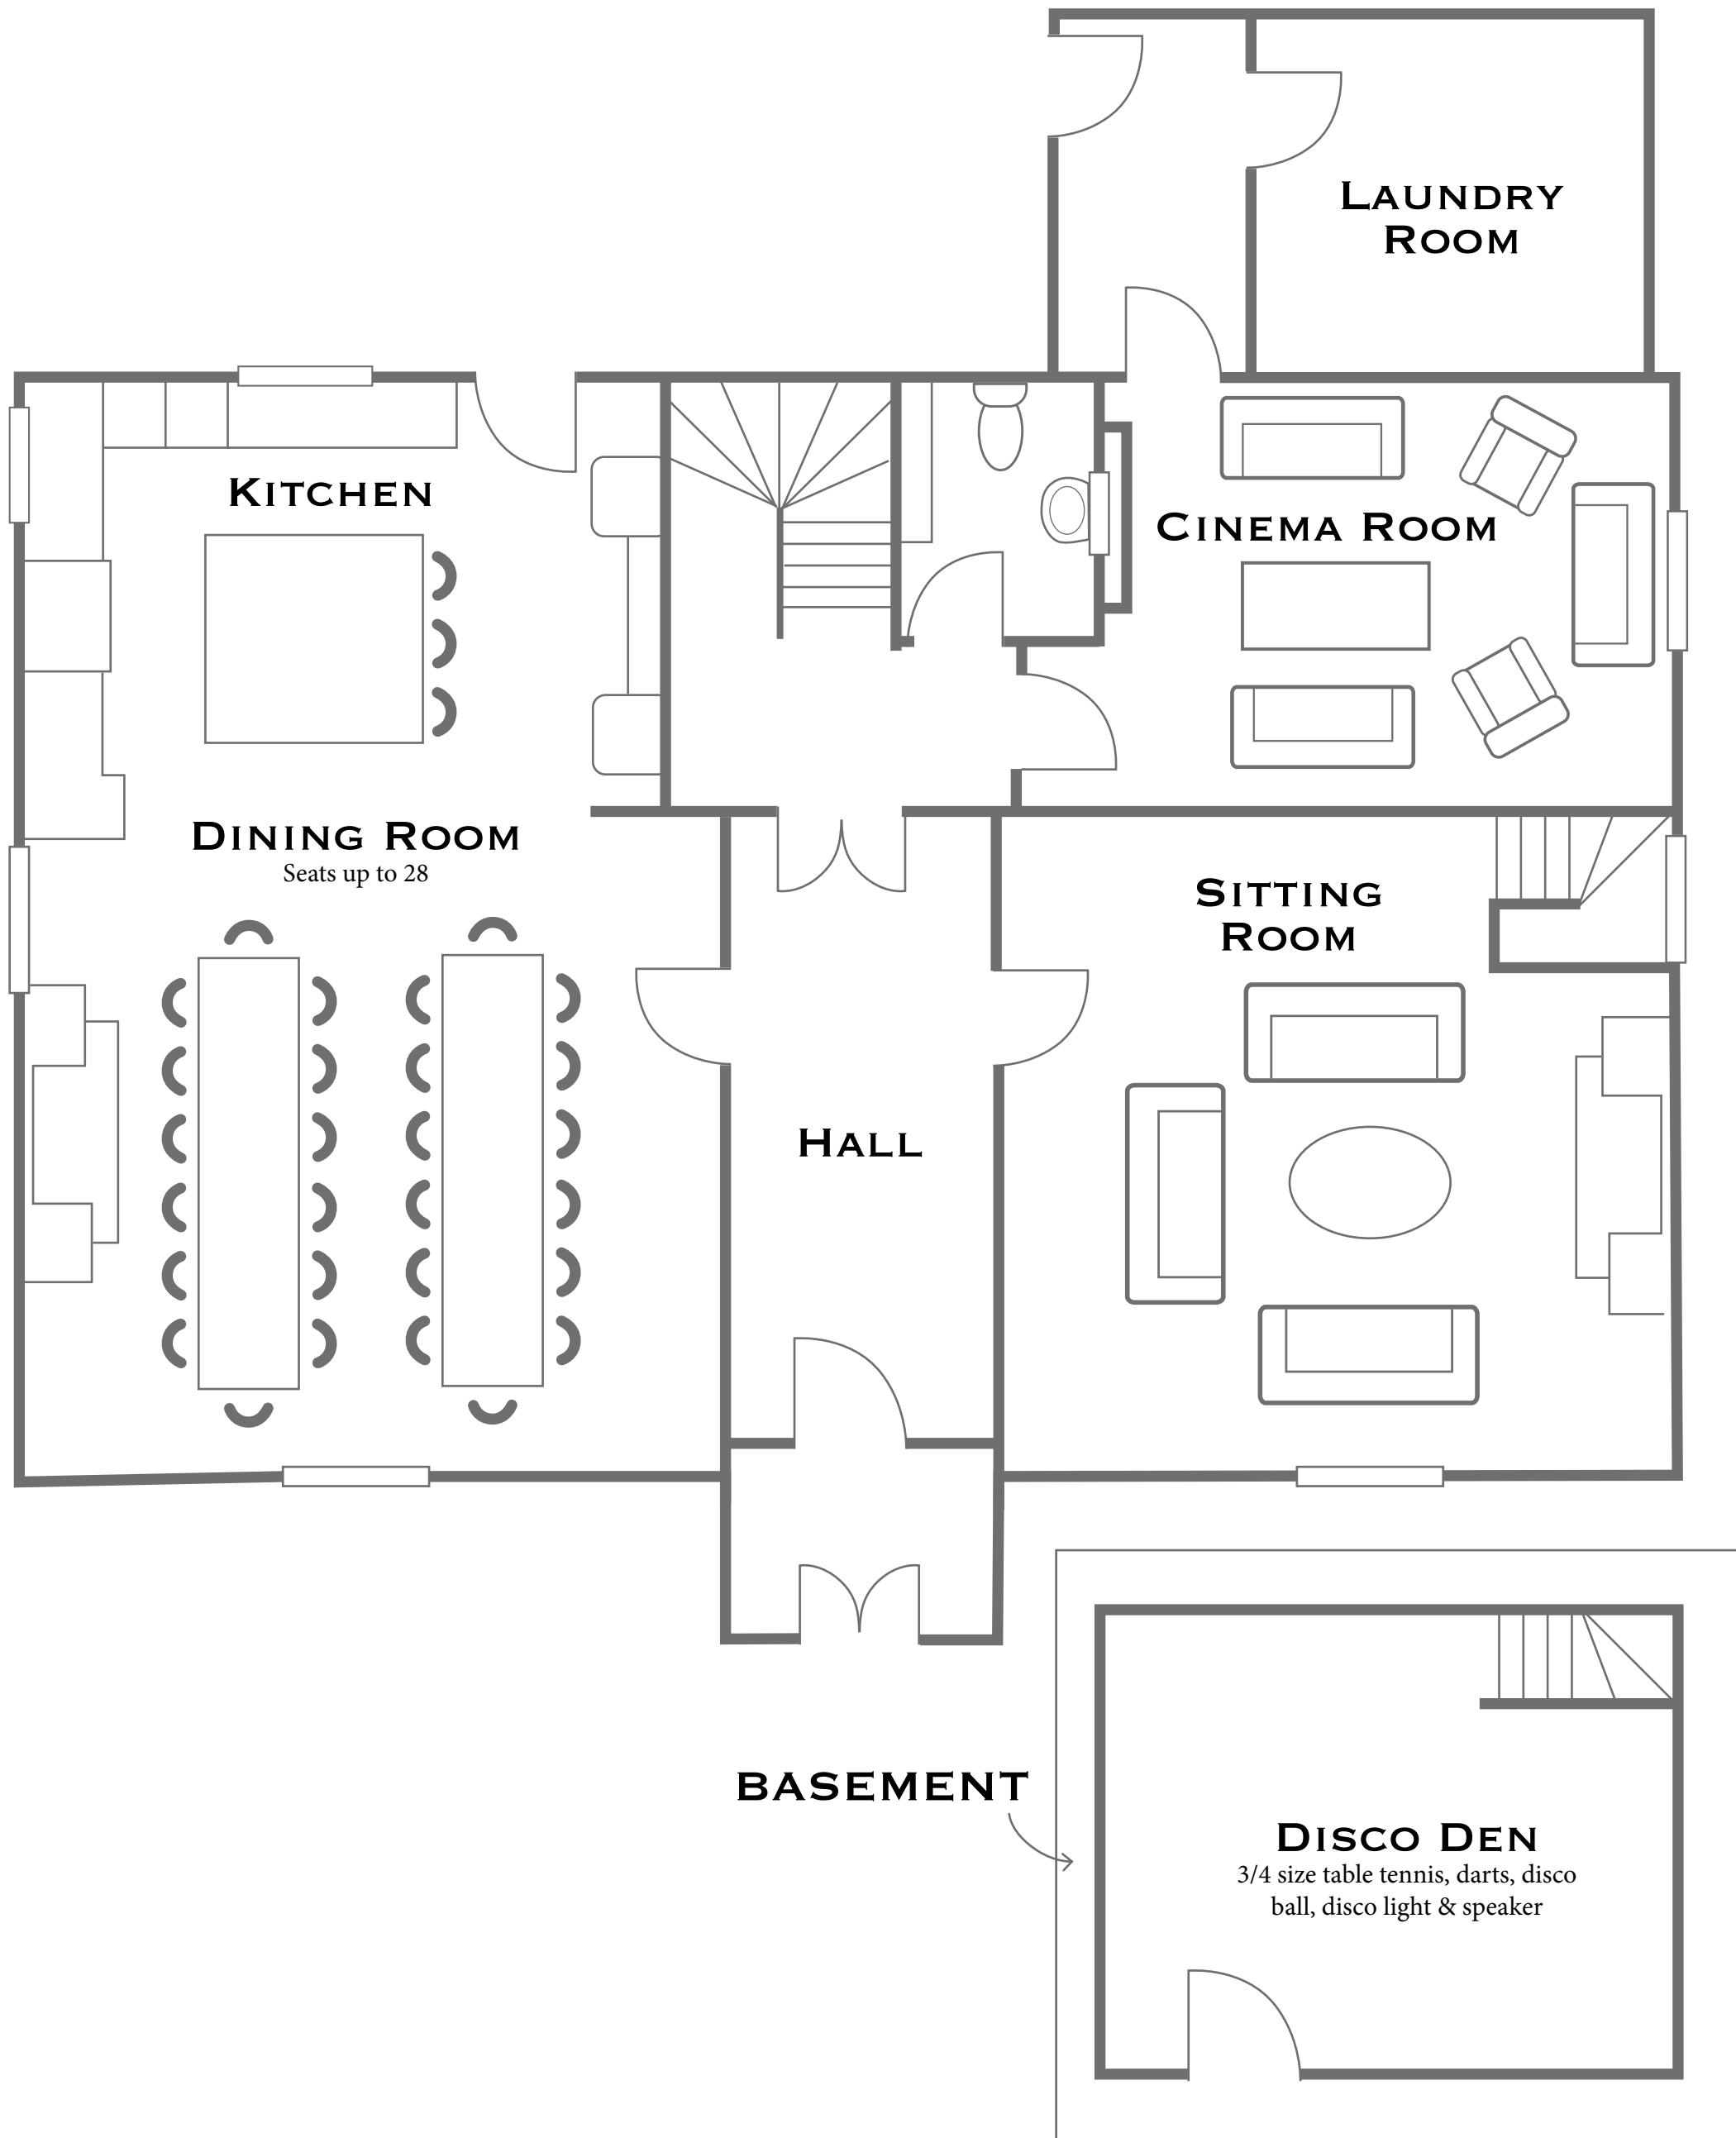 Laundry
Room
Kitchen
Cinema Room
Dining Room
Seats up to 28
Sitting
Room
Hall
BASEMENT
Disco Den
3/4 size table tennis, darts, disco
ball, disco light & speaker